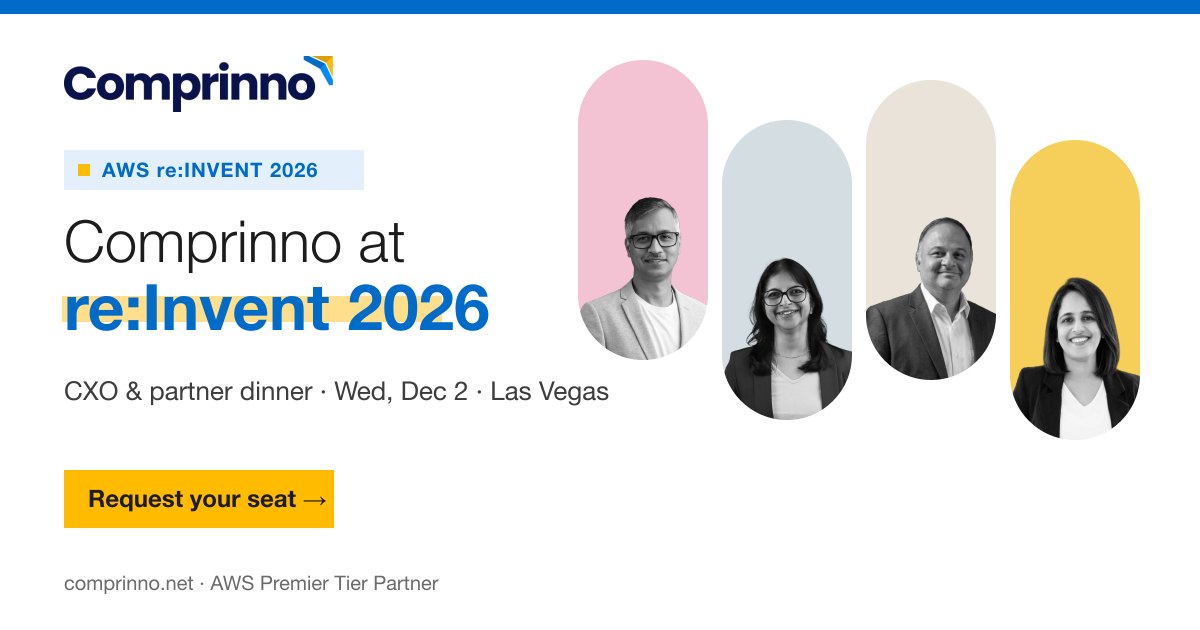 Comprinno
AWS re:INVENT 2026
Comprinno at
re:Invent 2026
CXO & partner dinner · Wed, Dec 2 · Las Vegas
Request your seat →
comprinno.net · AWS Premier Tier Partner